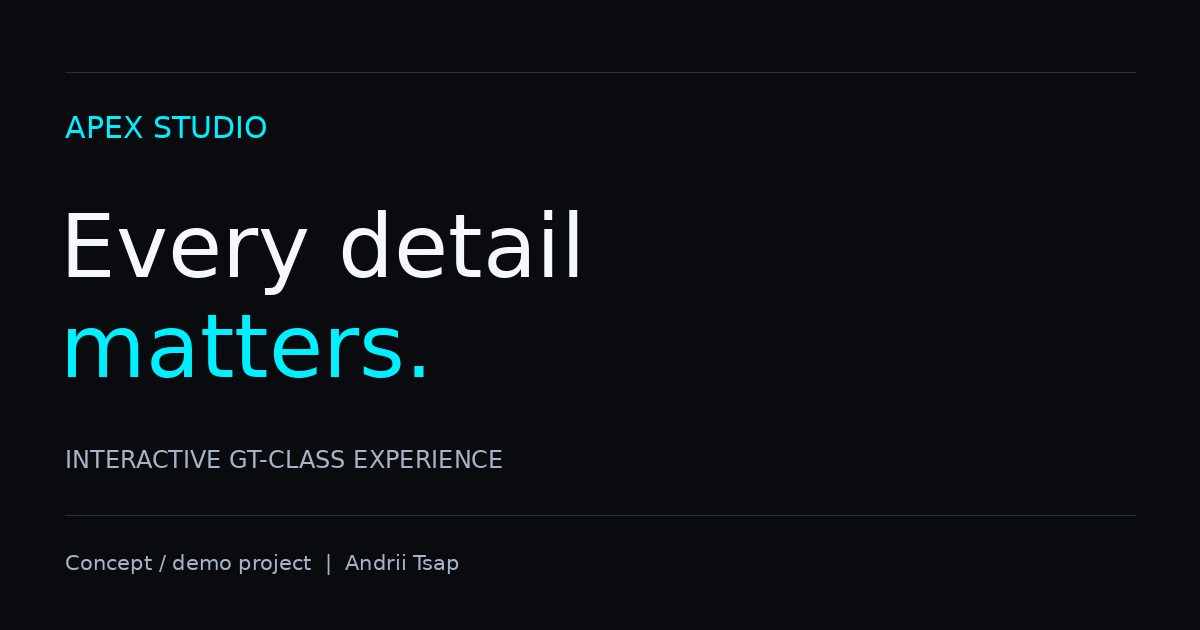 APEX STUDIO
Every detail
matters.
INTERACTIVE GT-CLASS EXPERIENCE
Concept / demo project | Andrii Tsap